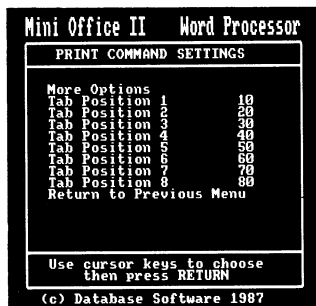 Mini Office II Word Processor
PRINT COMMAND SETTINGS
More Options
Tab Position 1 10
Tab Position 2 20
Tab Position 3 30
Tab Position 4 40
Tab Position 5 50
Tab Position 6 60
Tab Position 7 70
Tab Position 8 80
Return to Previous Menu
Use cursor keys to choose
then press RETURN
(c) Database Software 1987